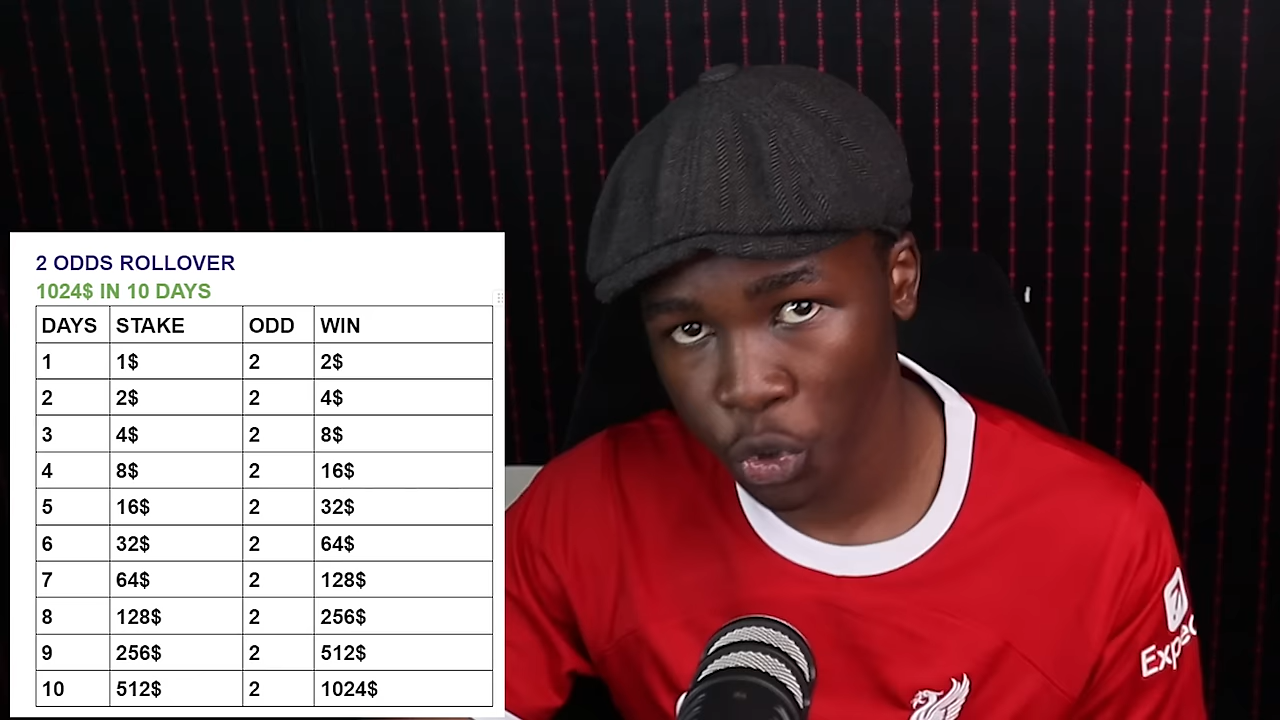 2 ODDS ROLLOVER
1024$ IN 10 DAYS
DAYS STAKE ODD WIN
1 1$ 2 2$
2 2$ 2 4$
3 4$ 2 8$
4 8$ 2 16$
5 16$ 2 32$
6 32$ 2 64$
7 64$ 2 128$
8 128$ 2 256$
9 256$ 2 512$
10 512$ 2 1024$